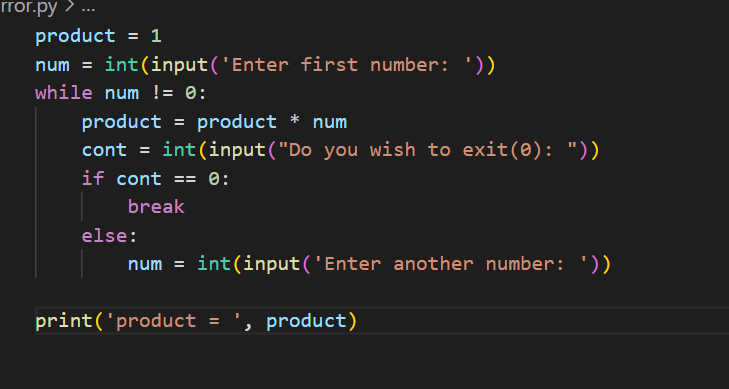 rror.py > ...
product = 1
num = int(input('Enter first number: '))
while num != 0:
    product = product * num
    cont = int(input("Do you wish to exit(0): "))
    if cont == 0:
        break
    else:
        num = int(input('Enter another number: '))
print('product = ', product)